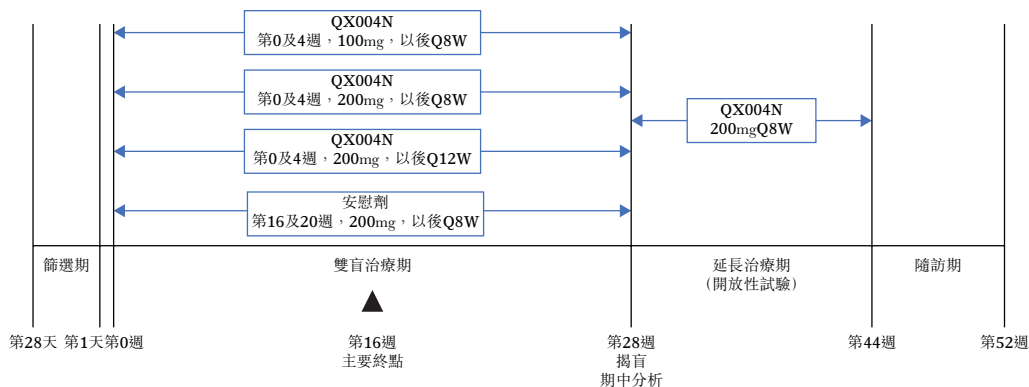 QX004N
第0及4週，100mg，以後Q8W
QX004N
第0及4週，200mg，以後Q8W
QX004N
200mgQ8W
QX004N
第0及4週，200mg，以後Q12W
安慰劑
第16及20週，200mg，以後Q8W
篩選期
雙盲治療期
延長治療期
（開放性試驗）
隨訪期
第28天
第1天
第0週
第16週
主要終點
第28週
揭盲
期中分析
第44週
第52週